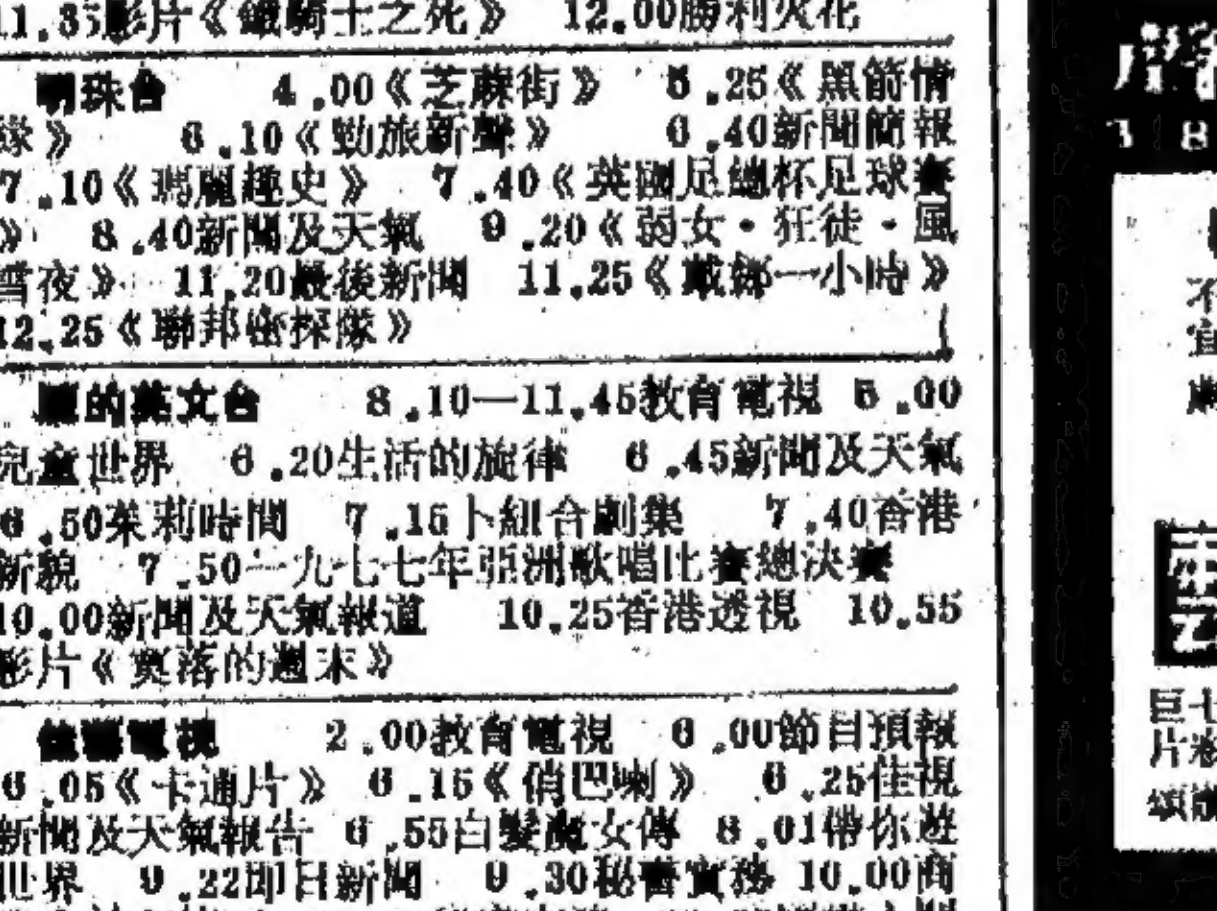 11.35影片《鐵騎士之死》 12.00勝利火花
明珠台 4.00《芝蔴街》 5.25《黑箭情
緣》 6.10《勁旅新聲》 6.40新聞簡報
7.10《瑪麗趣史》 7.40《英國足總杯足球賽
》 8.40新聞及天氣 9.20《弱女·狂徒·風
雪夜》 11.20最後新聞 11.25《戴娜一小時》
12.25《聯邦密探隊》
麗的英文台 8.10—11.45教育電視 5.00
兒童世界 6.20生活的旋律 6.45新聞及天氣
6.50茱莉時間 7.15卜組合劇集 7.40香港
新貌 7.50一九七七年亞洲歌唱比賽總決賽
10.00新聞及天氣報道 10.25香港透視 10.55
影片《 落的週末》
佳藝電視 2.00教育電視 6.00節目預報
6.05《卡通片》 6.15《俏巴喇》 6.25佳視
新聞及天氣報告 6.55白髮魔女傳 8.01帶你遊
世界 9.22即日新聞 9.30秘書實務 10.00商
3 8
不
宜
巨七
片彩
頌